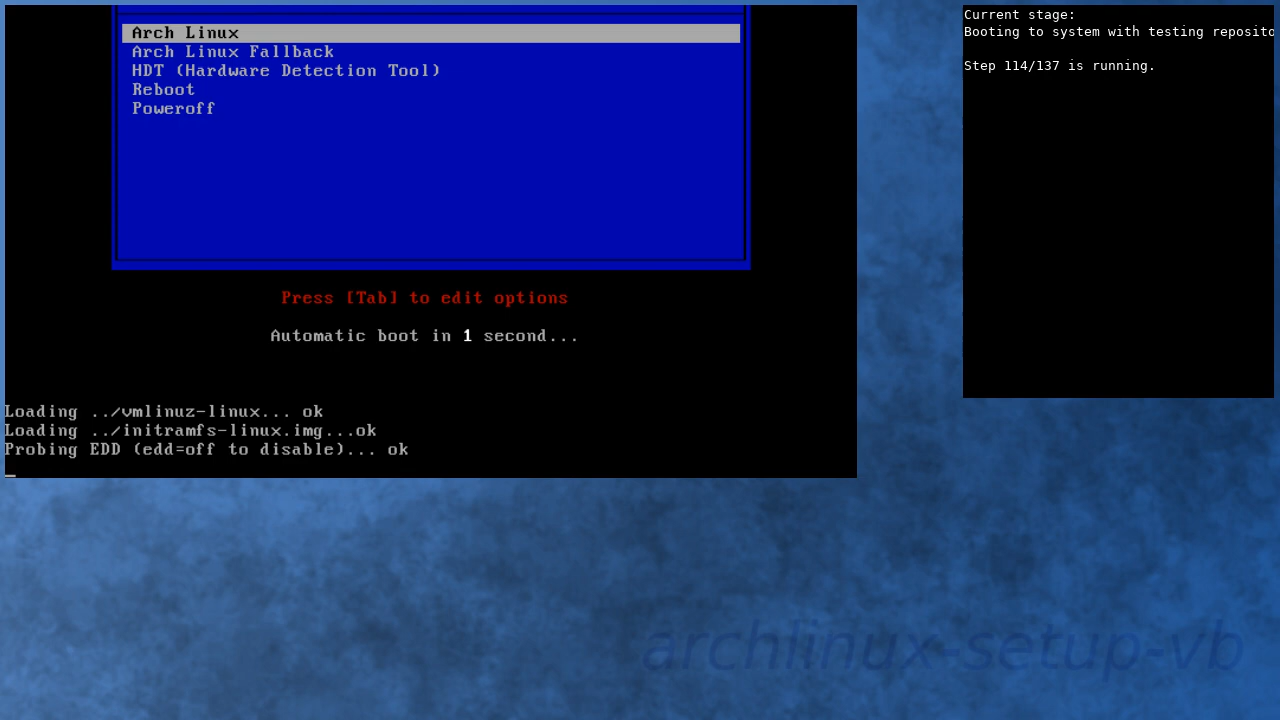 Arch Linux
Arch Linux Fallback
HDT (Hardware Detection Tool)
Reboot
Poweroff
Press [Tab] to edit options
Automatic boot in 1 second...
Loading ../vmlinuz-linux... ok
Loading ../initramfs-linux.img...ok
Probing EDD (edd=off to disable)... ok
_
Current stage:
Booting to system with testing reposito
Step 114/137 is running.
archlinux-setup-vb